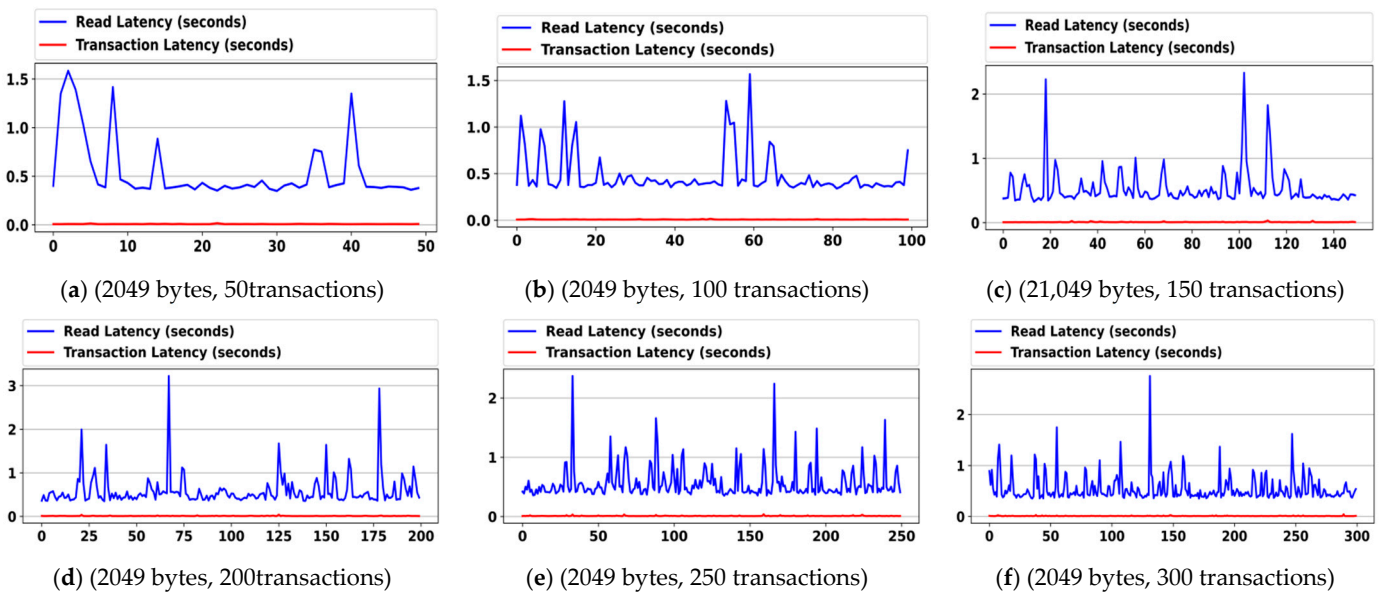 Read Latency (seconds)
Transaction Latency (seconds)
1.5
1.0
0.5
0.0
0 10 20 30 40 50
(a) (2049 bytes, 50transactions)
Read Latency (seconds)
Transaction Latency (seconds)
1.5
1.0
0.5
0.0
0 20 40 60 80 100
(b) (2049 bytes, 100 transactions)
Read Latency (seconds)
Transaction Latency (seconds)
2
1
0
0 20 40 60 80 100 120 140
(c) (21,049 bytes, 150 transactions)
Read Latency (seconds)
Transaction Latency (seconds)
3
2
1
0
0 25 50 75 100 125 150 175 200
(d) (2049 bytes, 200transactions)
Read Latency (seconds)
Transaction Latency (seconds)
2
1
0
0 50 100 150 200 250
(e) (2049 bytes, 250 transactions)
Read Latency (seconds)
Transaction Latency (seconds)
2
1
0
0 50 100 150 200 250 300
(f) (2049 bytes, 300 transactions)